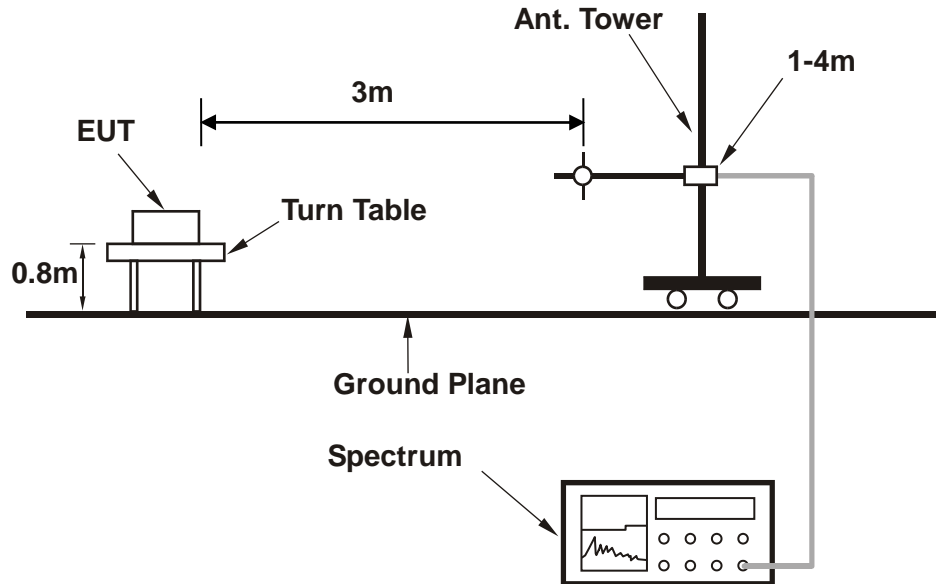 Ant. Tower
1-4m
3m
EUT
Turn Table
0.8m
Ground Plane
Spectrum